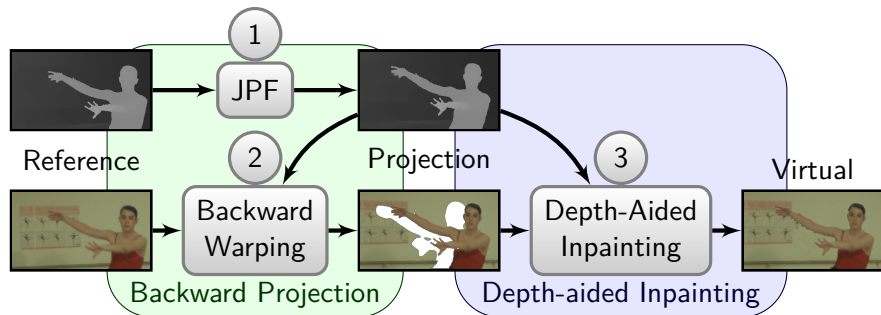 1
JPF
Reference
2
Projection
3
Virtual
Backward
Warping
Depth-Aided
Inpainting
Backward Projection
Depth-aided Inpainting